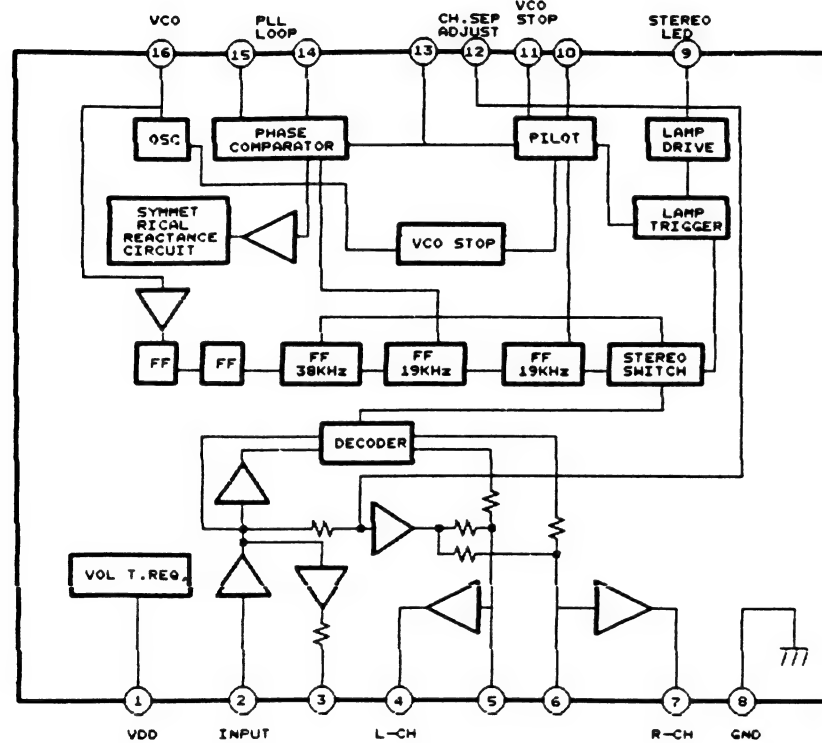 VCO
PLL
LOOP
CH.SEP
ADJUST
VCO
STOP
STEREO
LED
16
15
14
13
12
11
10
9
OSC
PHASE
COMPARATOR
PILOT
LAMP
DRIVE
SYMMET
RICAL
REACTANCE
CIRCUIT
VCO STOP
LAMP
TRIGGER
FF
FF
FF
38KHz
FF
19KHz
FF
19KHz
STEREO
SWITCH
DECODER
VOL T.REQ.
1
2
3
4
5
6
7
8
VDD
INPUT
L-CH
R-CH
GND